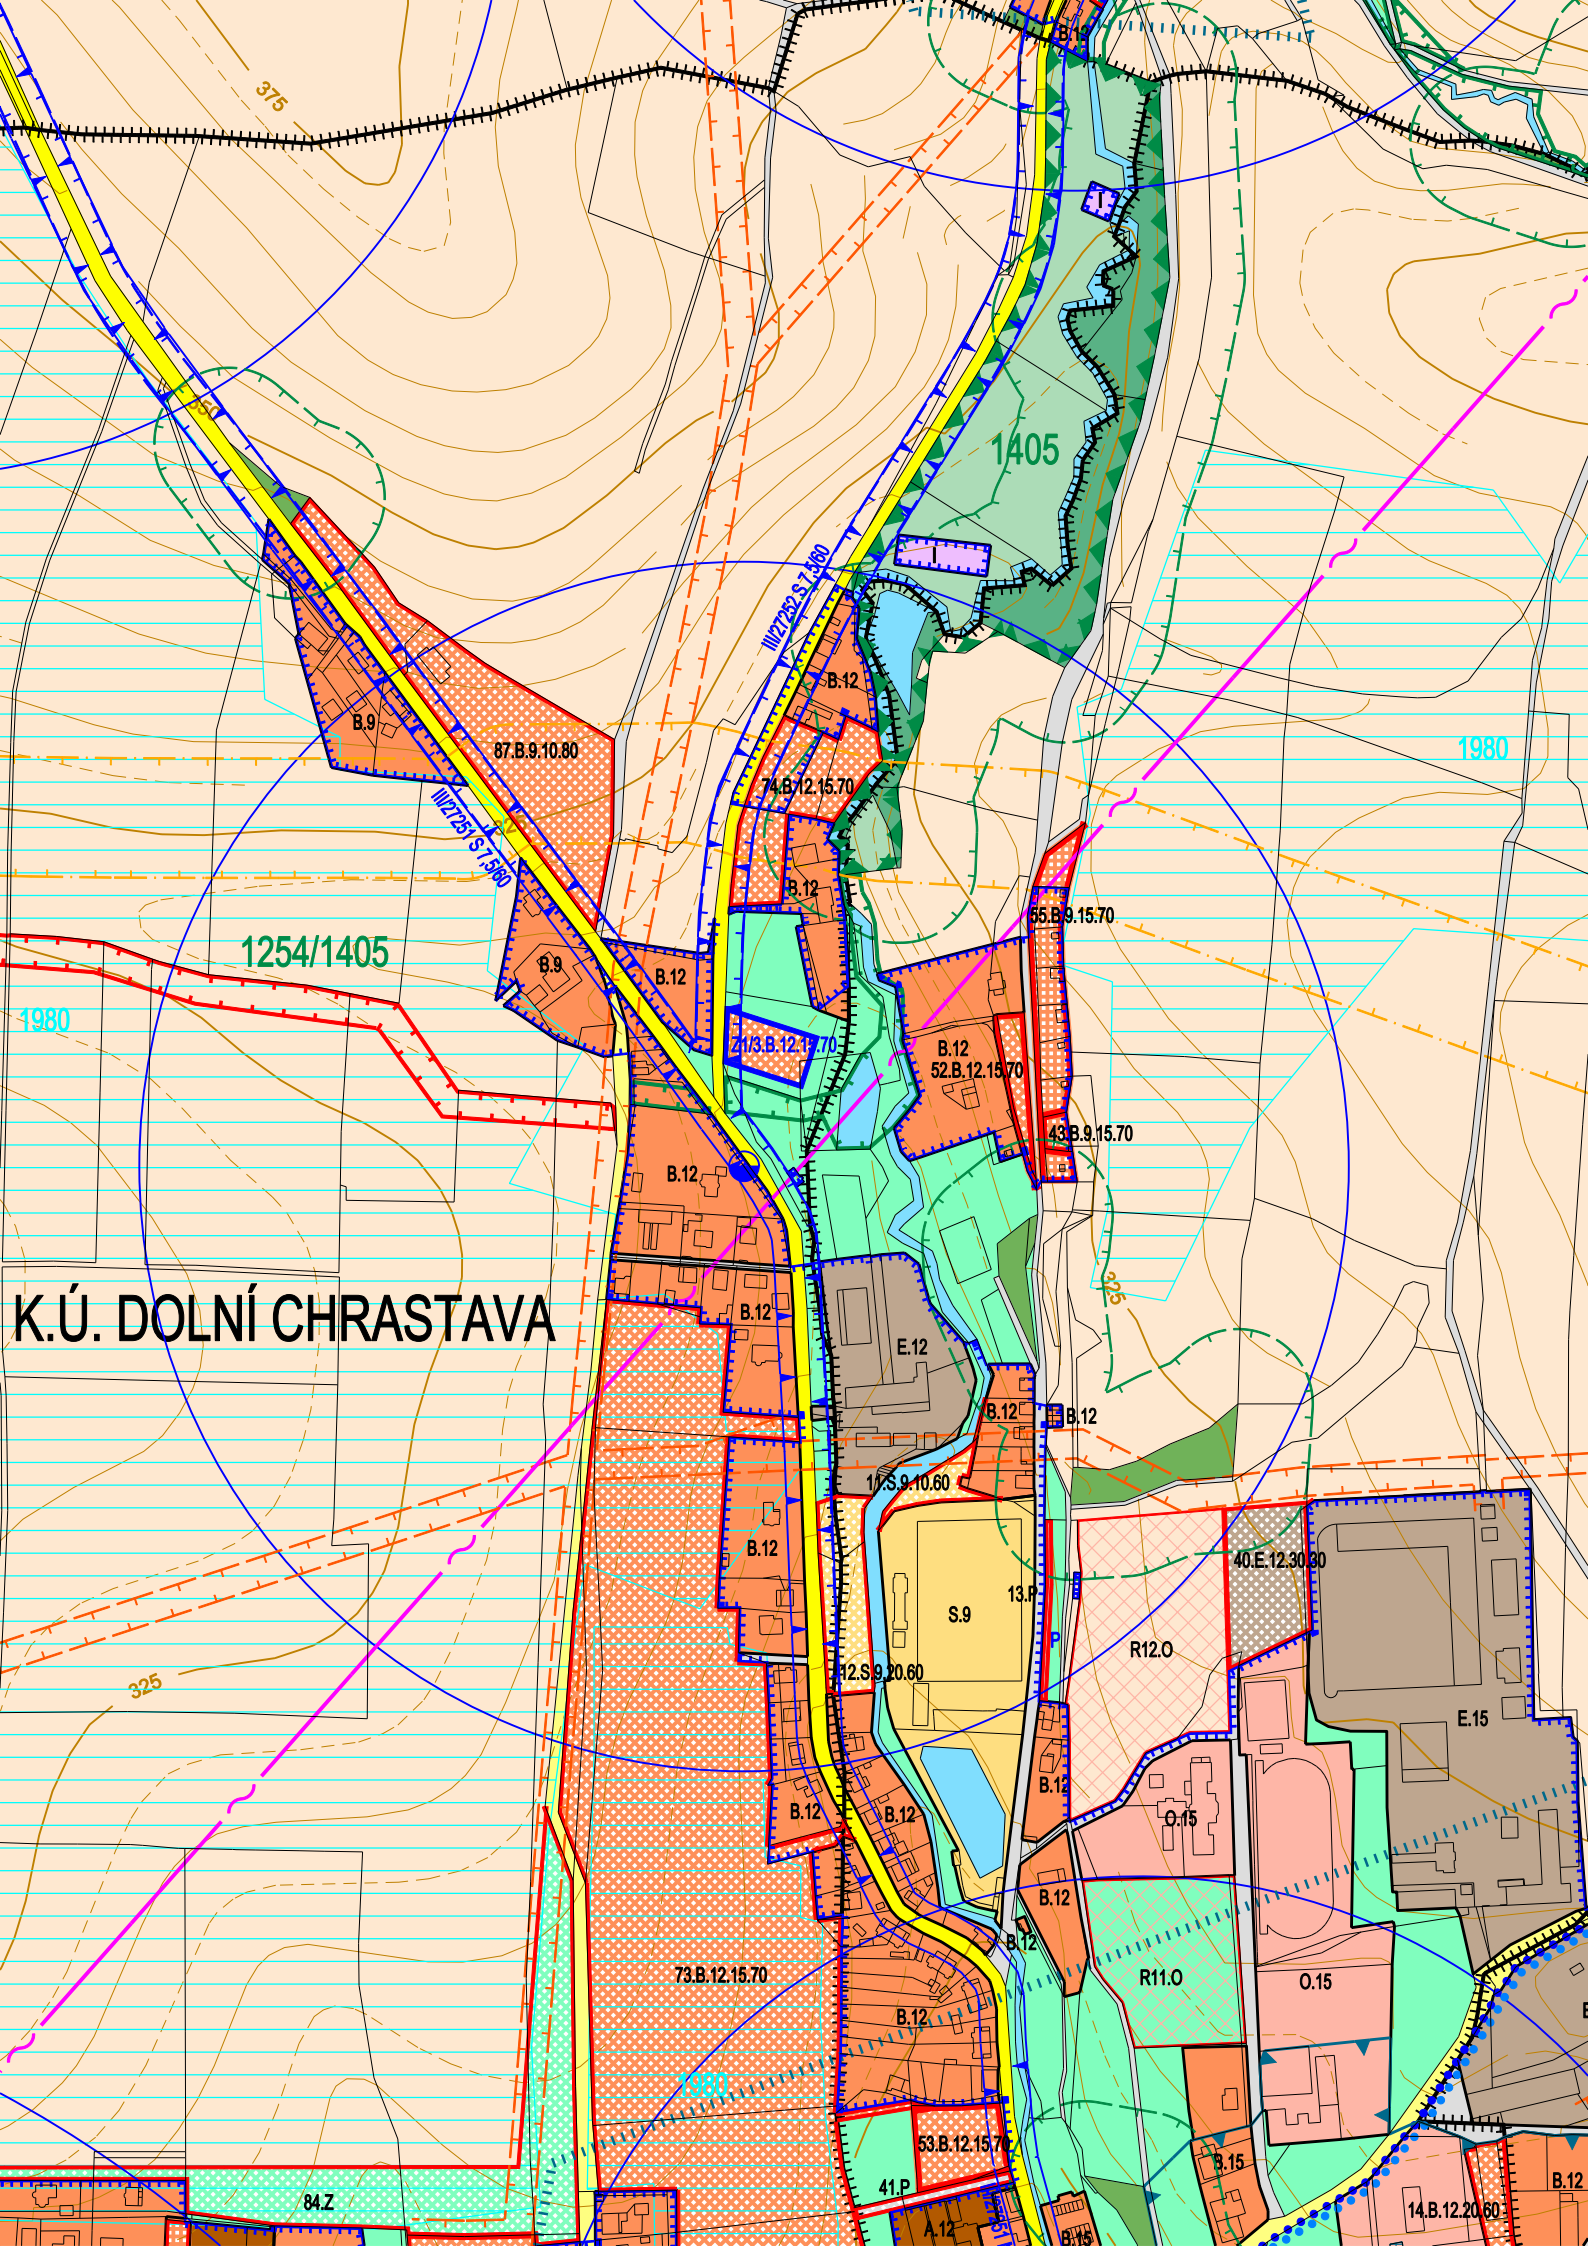 B.12
375
I
350
1405
III/27252 S 7,5/60
I
B.12
B.9
87.B.9.10.80
1980
74.B.12.15.70
III/27251 S 7,5/60
325
B.12
55.B.9.15.70
1254/1405
B.9
B.12
1980
Z1/3.B.12.15.70
B.12
52.B.12.15.70
43.B.9.15.70
B.12
325
K.Ú. DOLNÍ CHRASTAVA
B.12
E.12
B.12
B.12
11.S.9.10.60
B.12
40.E.12.30.30
13.P
S.9
P
R12.O
12.S.9.20.60
325
E.15
B.12
B.12
B.12
O.15
B.12
B.12
73.B.12.15.70
R11.O
O.15
B.12
1980
53.B.12.15.70
B.15
B.12
41.P
84.Z
14.B.12.20.60
A.12
B.15